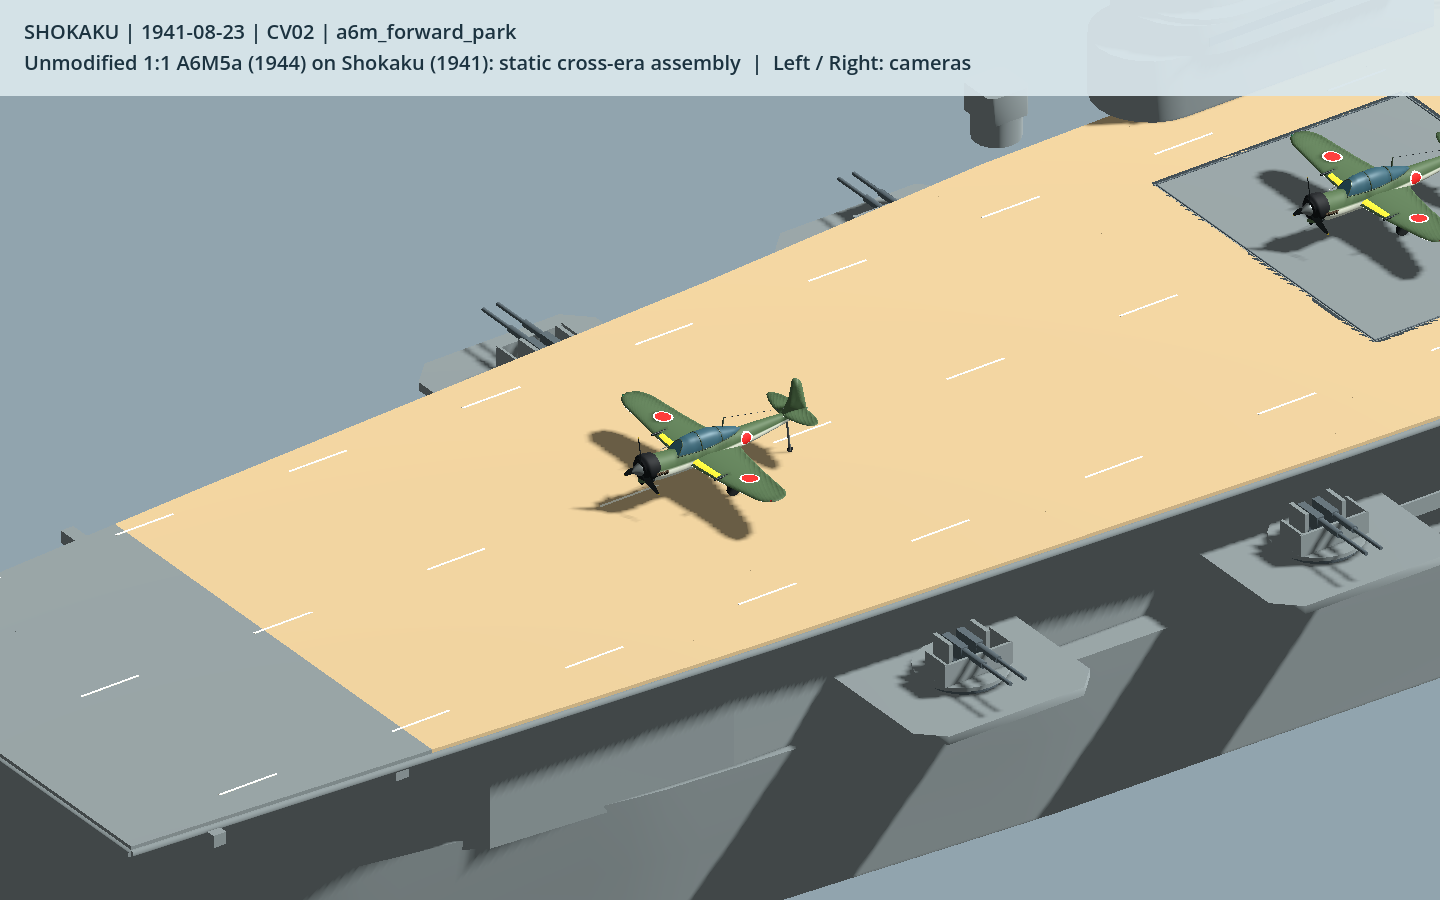 SHOKAKU | 1941-08-23 | CV02 | a6m_forward_park
Unmodified 1:1 A6M5a (1944) on Shokaku (1941): static cross-era assembly | Left / Right: cameras